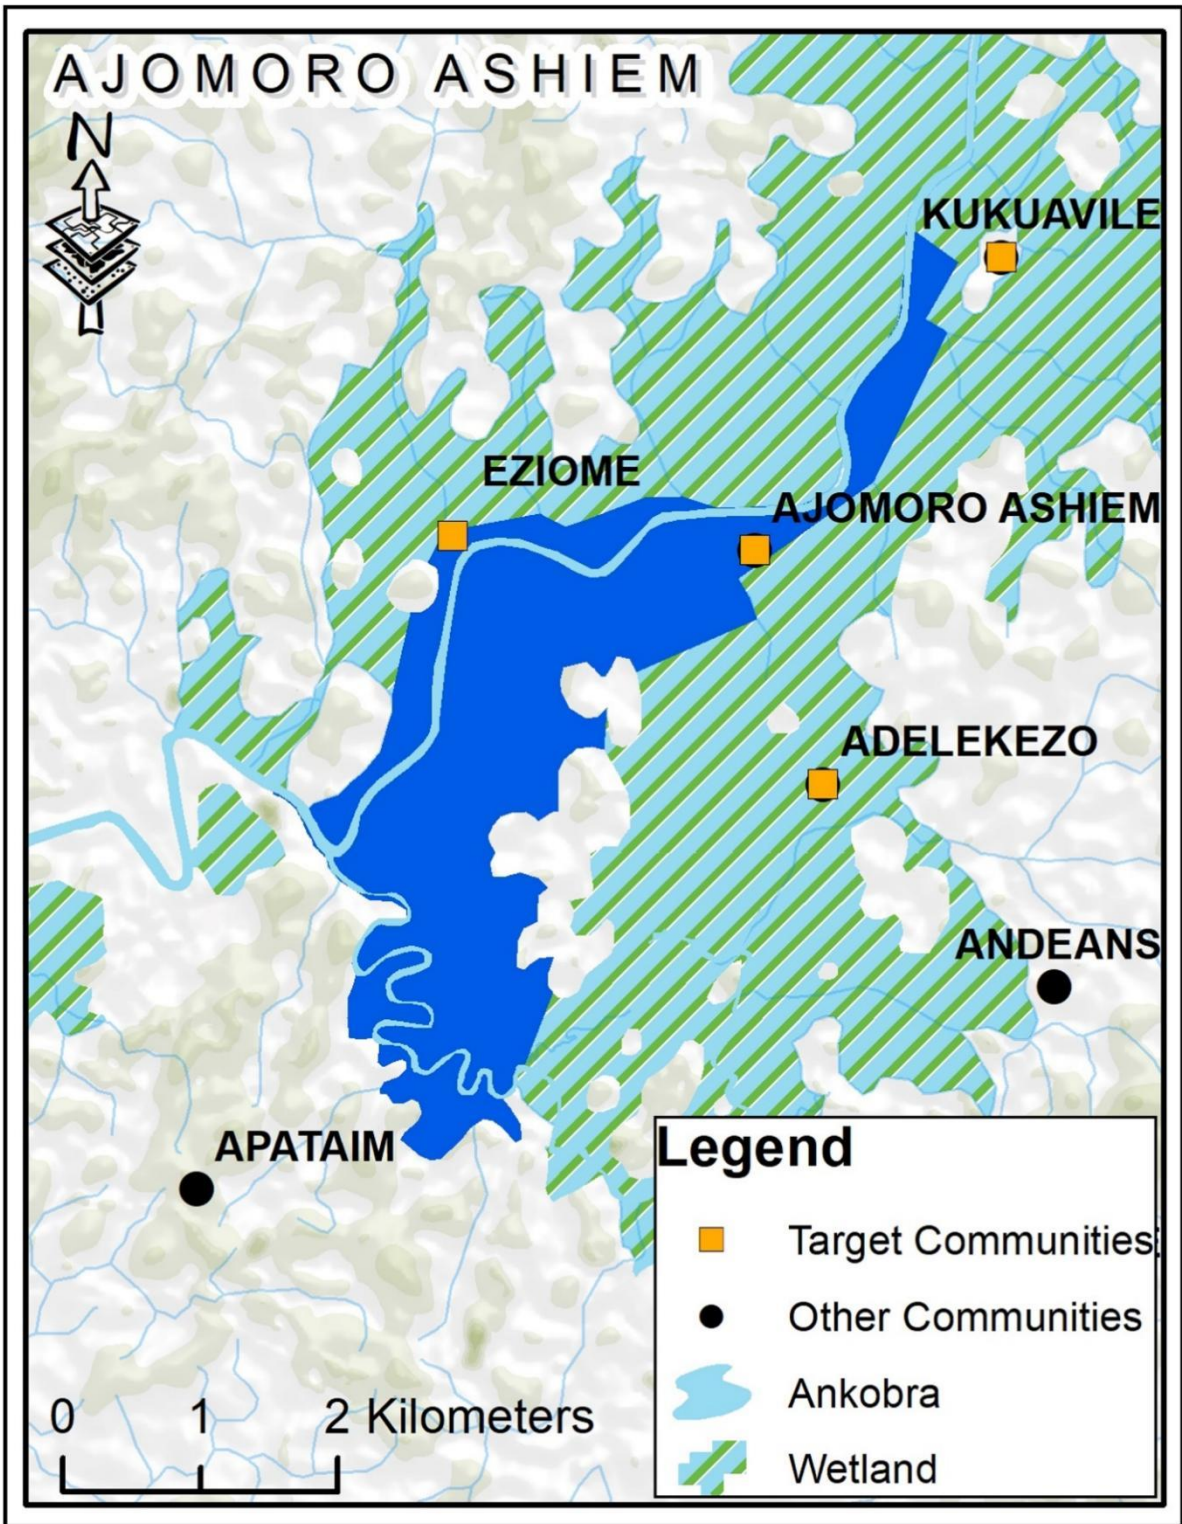 AJOMORO ASHIEM
N
KUKUAVILE
EZIOME
AJOMORO ASHIEM
ADELEKEZO
ANDEANS
APATAIM
Legend
Target Communities
Other Communities
Ankobra
Wetland
0 1 2 Kilometers